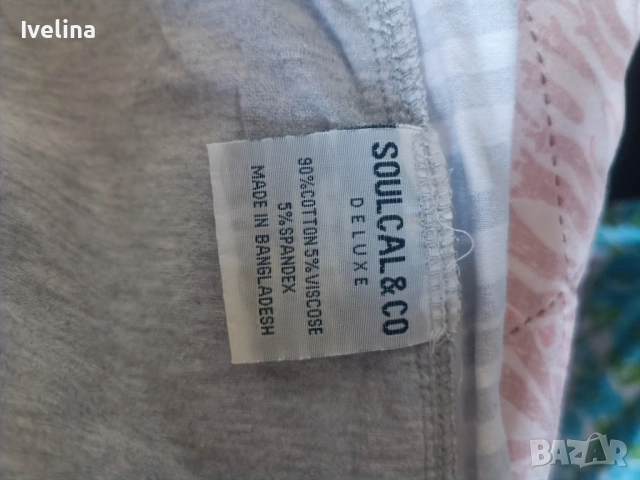 Ivelina
SOULCAL&CO
DELUXE
90%COTTON 5% VISCOSE
5% SPANDEX
MADE IN BANGLADESH
BAZAR